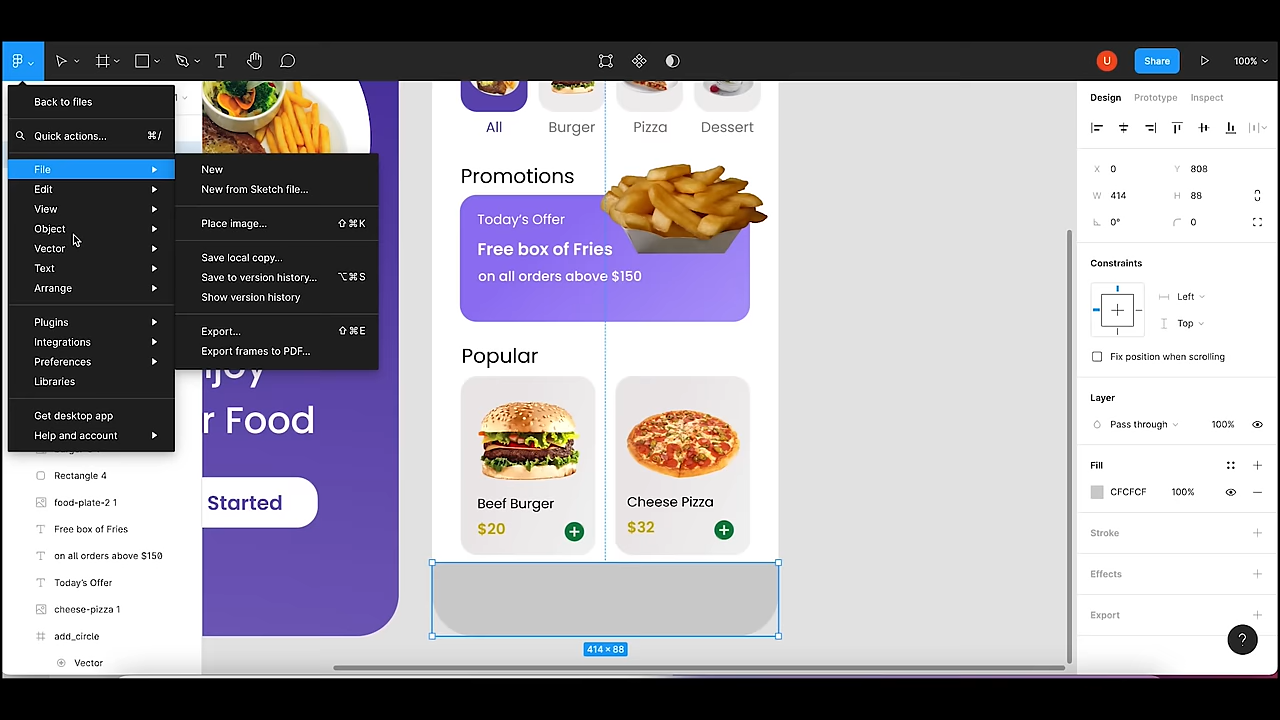 U
Share
100%
Back to files
Quick actions...
⌘/
File
Edit
View
Object
Vector
Text
Arrange
Plugins
Integrations
Preferences
Libraries
Get desktop app
Help and account
New
New from Sketch file...
Place image...
⇧⌘K
Save local copy...
Save to version history...
⌥⌘S
Show version history
Export...
⇧⌘E
Export frames to PDF...
Rectangle 4
food-plate-2 1
Free box of Fries
on all orders above $150
Today's Offer
cheese-pizza 1
add_circle
Vector
r Food
Started
All
Burger
Pizza
Dessert
Promotions
Today's Offer
Free box of Fries
on all orders above $150
Popular
Beef Burger
$20
Cheese Pizza
$32
414 × 88
Design
Prototype
Inspect
X 0
Y 808
W 414
H 88
0°
0
Constraints
Left
Top
Fix position when scrolling
Layer
Pass through
100%
Fill
CFCFCF
100%
Stroke
Effects
Export
?